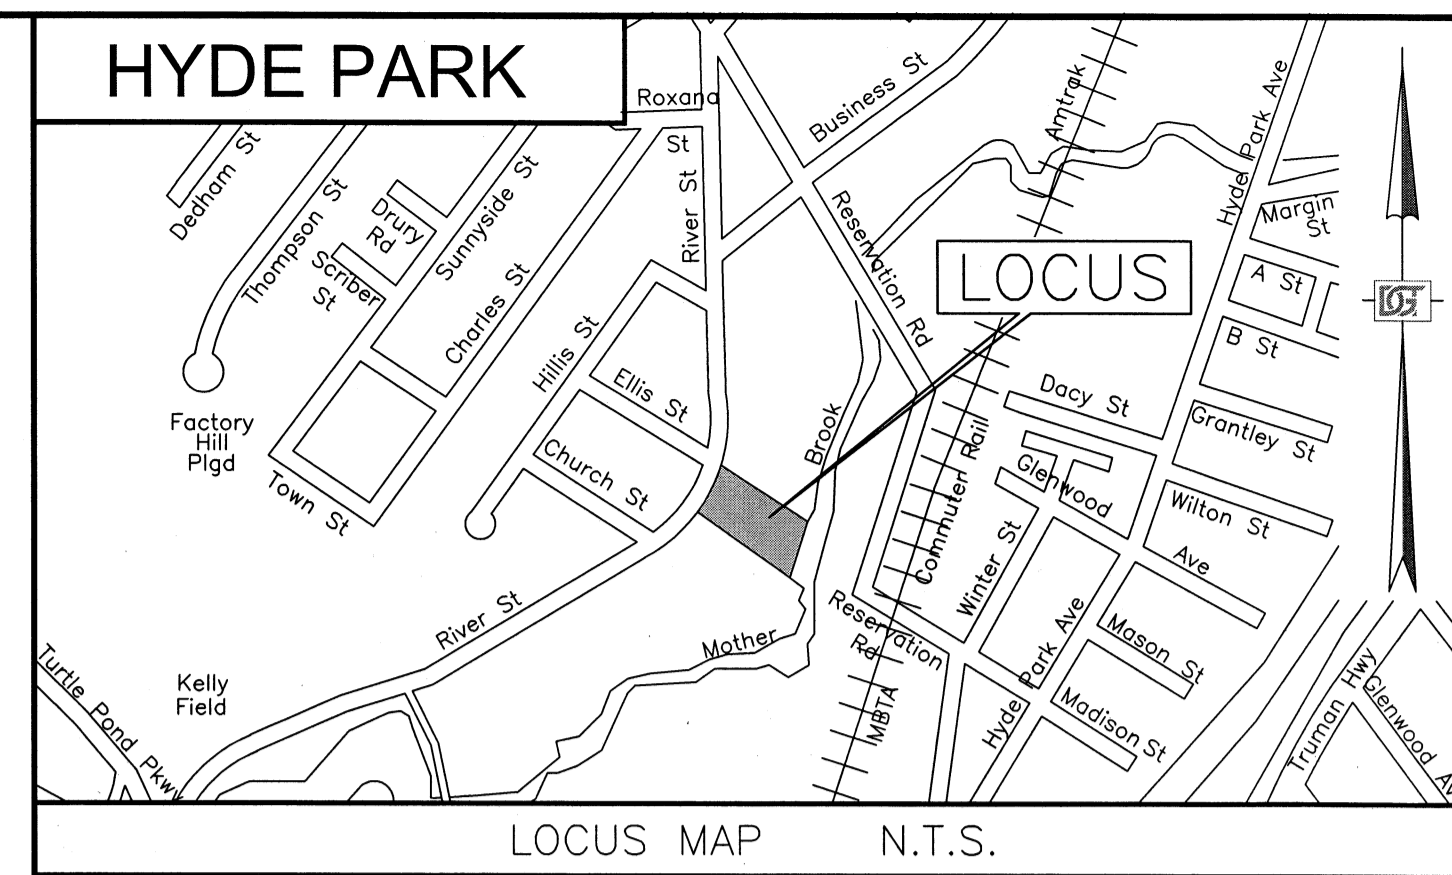 HYDE PARK
Roxana
St
Business St
Amtrak
Hyde Park Ave
Dedham St
Thompson St
Drury
Rd
Sunnyside St
River St
Reservation Rd
Margin
St
Scriber
St
Charles St
LOCUS
A St
DGT
B St
Hillis St
Ellis St
Dacy St
Factory
Hill
Plgd
Church St
Brook
Commuter Raill
Grantley St
Glenwood
Town St
Wilton St
Winter St
Ave
River St
Reservation
Rd
Mother
Park Ave
Mason St
Turtle Pond Pkwy
Kelly
Field
MBTA
Hyde
Madison St
Truman Hwy
Glenwood Av
LOCUS MAP N.T.S.